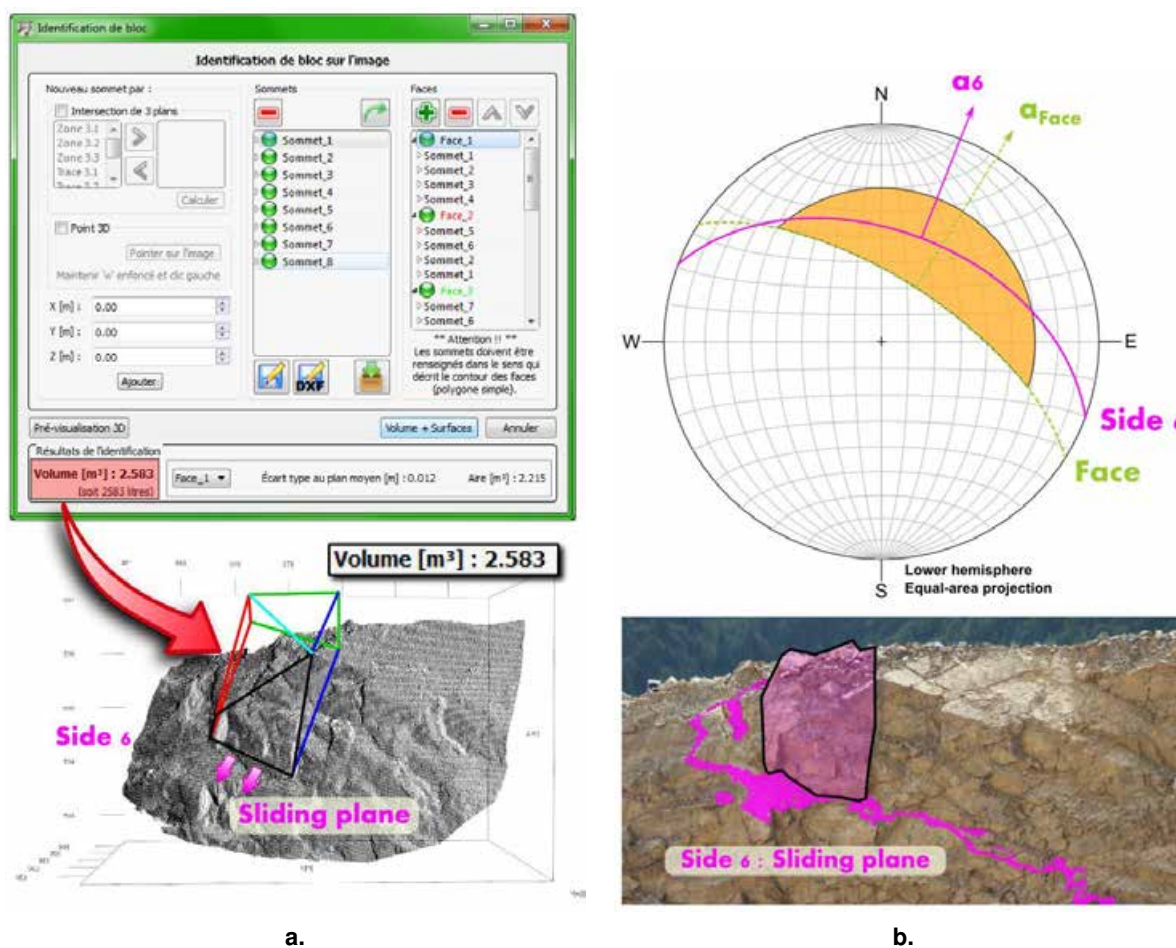 Identification de bloc
Identification de bloc sur l'image
Nouveau sommet par :
Intersection de 3 plans
Zone 3.1
Zone 3.2
Zone 3.3
Trace 3.1
Calculer
Point 3D
Pointer sur l'image
Maintenir 'w' enfoncé et clic gauche
X [m] : 0.00
Y [m] : 0.00
Z [m] : 0.00
Ajouter
Sommets
Sommet_1
Sommet_2
Sommet_3
Sommet_4
Sommet_5
Sommet_6
Sommet_7
Sommet_8
DXF
Faces
Face_1
Sommet_1
Sommet_2
Sommet_3
Sommet_4
Face_2
Sommet_5
Sommet_6
Sommet_2
Sommet_1
Face_3
Sommet_7
Sommet_6
** Attention !! **
Les sommets doivent être
renseignés dans le sens qui
décrit le contour des faces
(polygone simple).
Pré-visualisation 3D
Volume + Surfaces
Annuler
Résultats de l'identification
Volume [m³] : 2.583
(soit 2583 litres)
Face_1
Écart type au plan moyen [m] : 0.012
Aire [m²] : 2.215
Volume [m³] : 2.583
Side 6
Sliding plane
a.
a6
aFace
N
W
E
S
Side
Face
Lower hemisphere
Equal-area projection
Side 6 : Sliding plane
b.